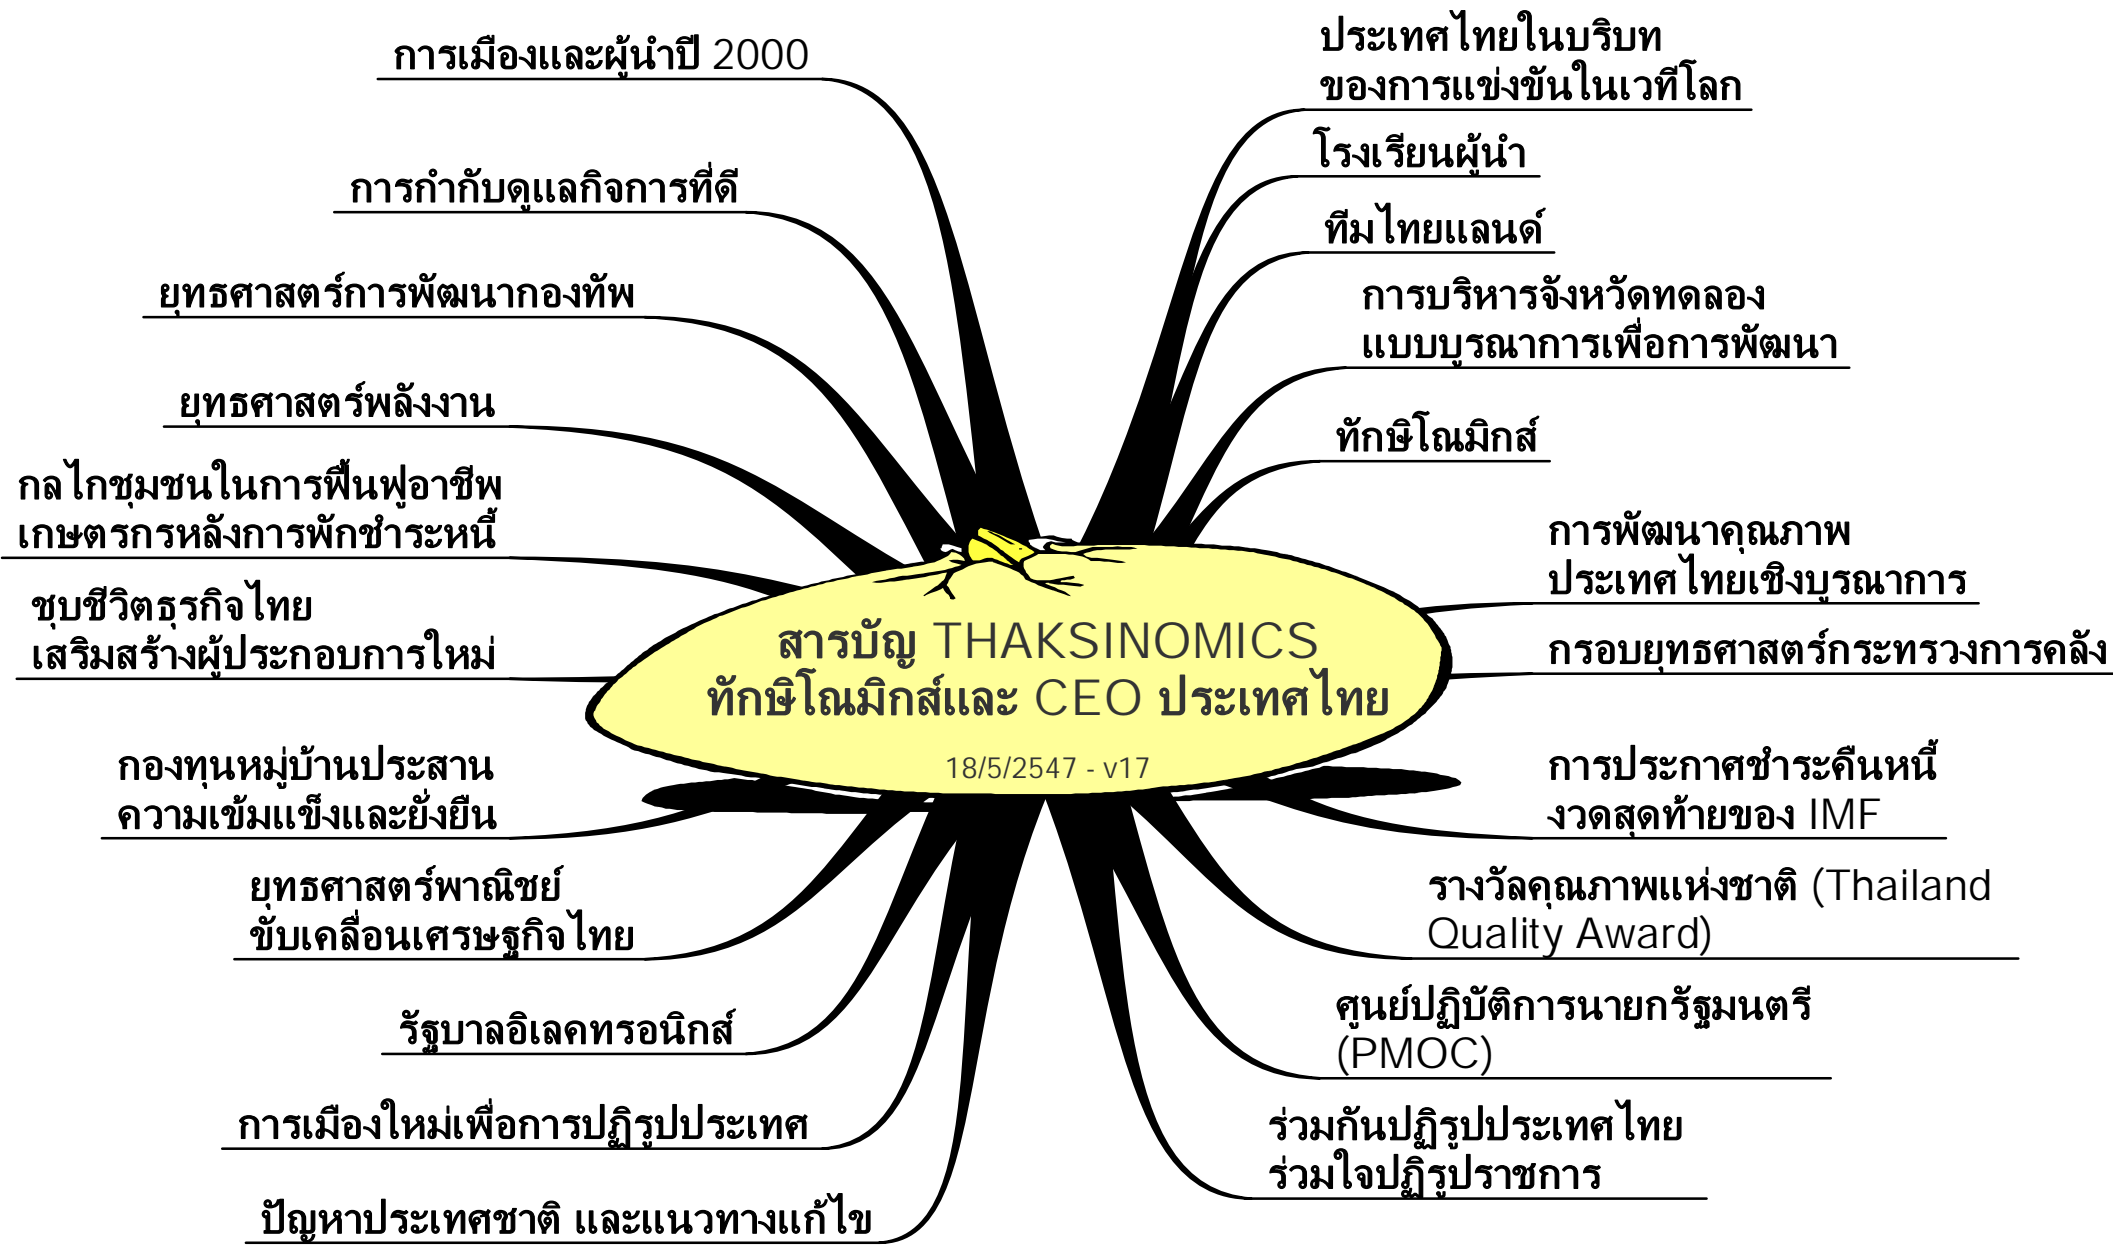 สารบัญ THAKSINOMICS
ทักษิโณมิกส์และ CEO ประเทศไทย
18/5/2547 - v17
ประเทศไทยในบริบท
ของการแข่งขันในเวทีโลก
โรงเรียนผู้นำ
ทีมไทยแลนด์
การบริหารจังหวัดทดลอง
แบบบูรณาการเพื่อการพัฒนา
ทักษิโณมิกส์
การพัฒนาคุณภาพ
ประเทศไทยเชิงบูรณาการ
กรอบยุทธศาสตร์กระทรวงการคลัง
การประกาศชำระคืนหนี้
งวดสุดท้ายของ IMF
รางวัลคุณภาพแห่งชาติ (Thailand
Quality Award)
ศูนย์ปฏิบัติการนายกรัฐมนตรี
(PMOC)
ร่วมกันปฏิรูปประเทศไทย
ร่วมใจปฏิรูปราชการ
การเมืองและผู้นำปี 2000
การกำกับดูแลกิจการที่ดี
ยุทธศาสตร์การพัฒนากองทัพ
ยุทธศาสตร์พลังงาน
กลไกชุมชนในการฟื้นฟูอาชีพ
เกษตรกรหลังการพักชำระหนี้
ชุบชีวิตธุรกิจไทย
เสริมสร้างผู้ประกอบการใหม่
กองทุนหมู่บ้านประสาน
ความเข้มแข็งและยั่งยืน
ยุทธศาสตร์พาณิชย์
ขับเคลื่อนเศรษฐกิจไทย
รัฐบาลอิเลคทรอนิกส์
การเมืองใหม่เพื่อการปฏิรูปประเทศ
ปัญหาประเทศชาติ และแนวทางแก้ไข